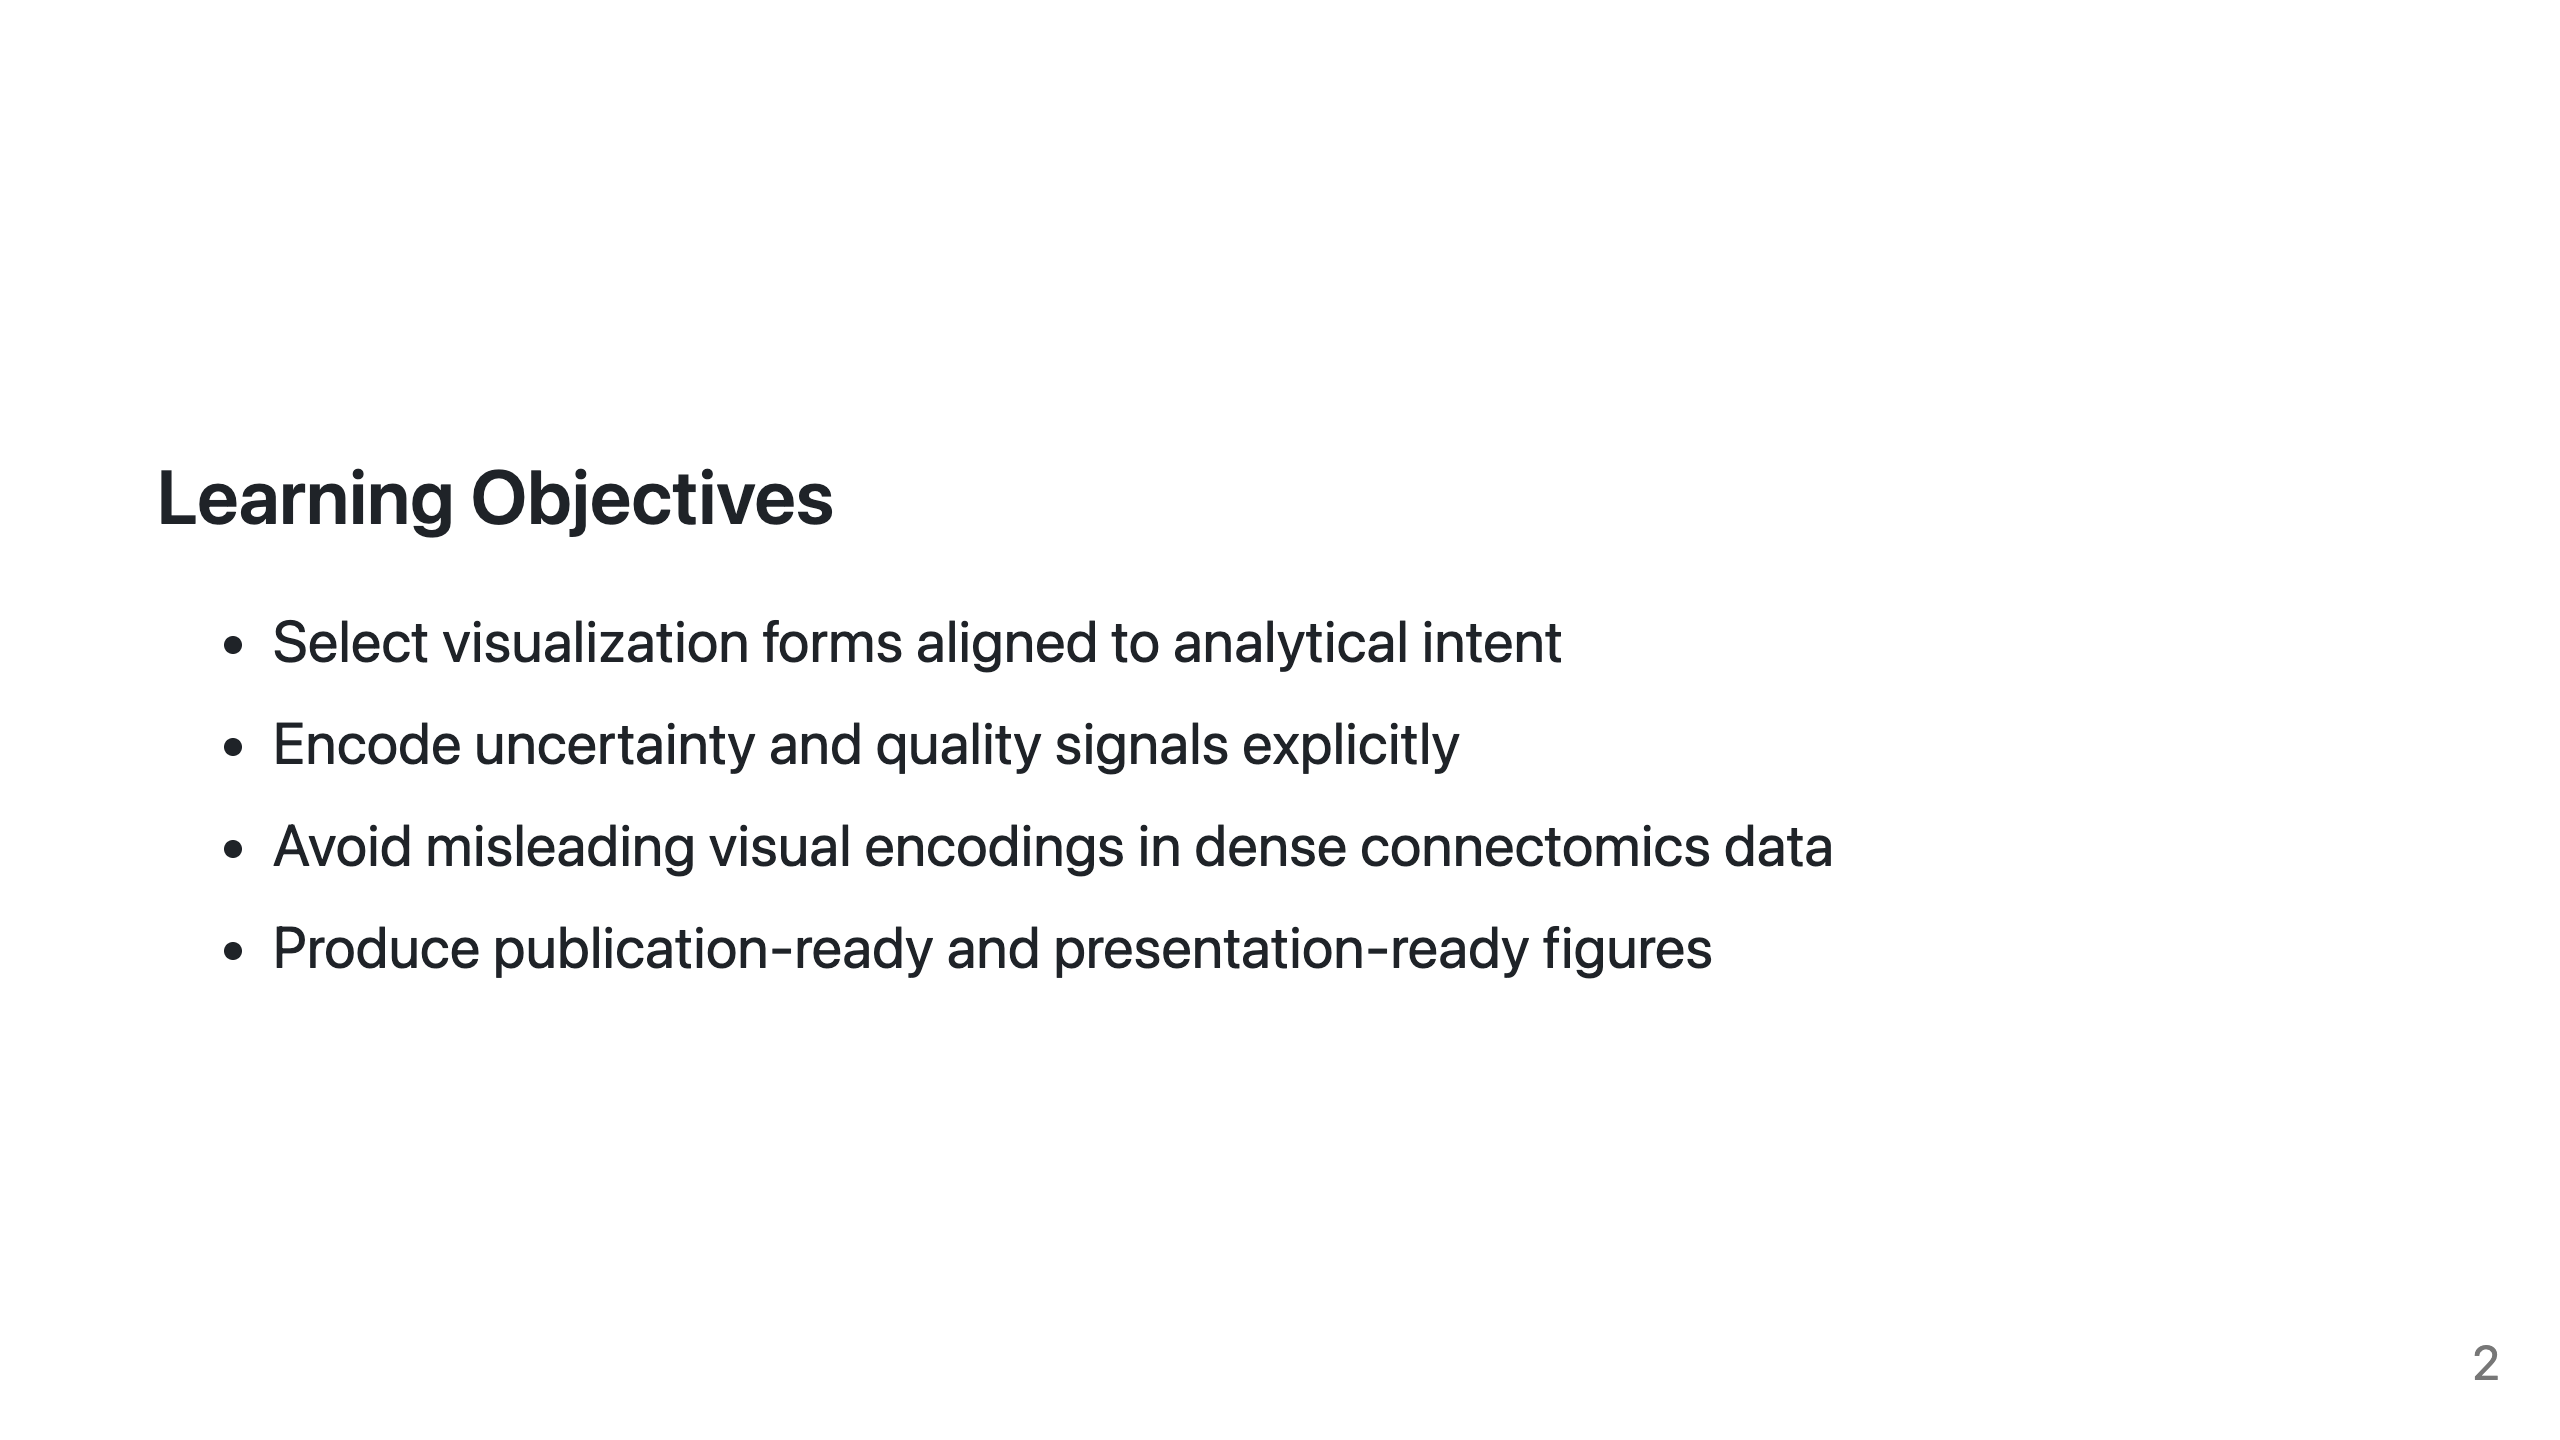 Learning Objectives
• Select visualization forms aligned to analytical intent
• Encode uncertainty and quality signals explicitly
• Avoid misleading visual encodings in dense connectomics data
• Produce publication-ready and presentation-ready figures
2